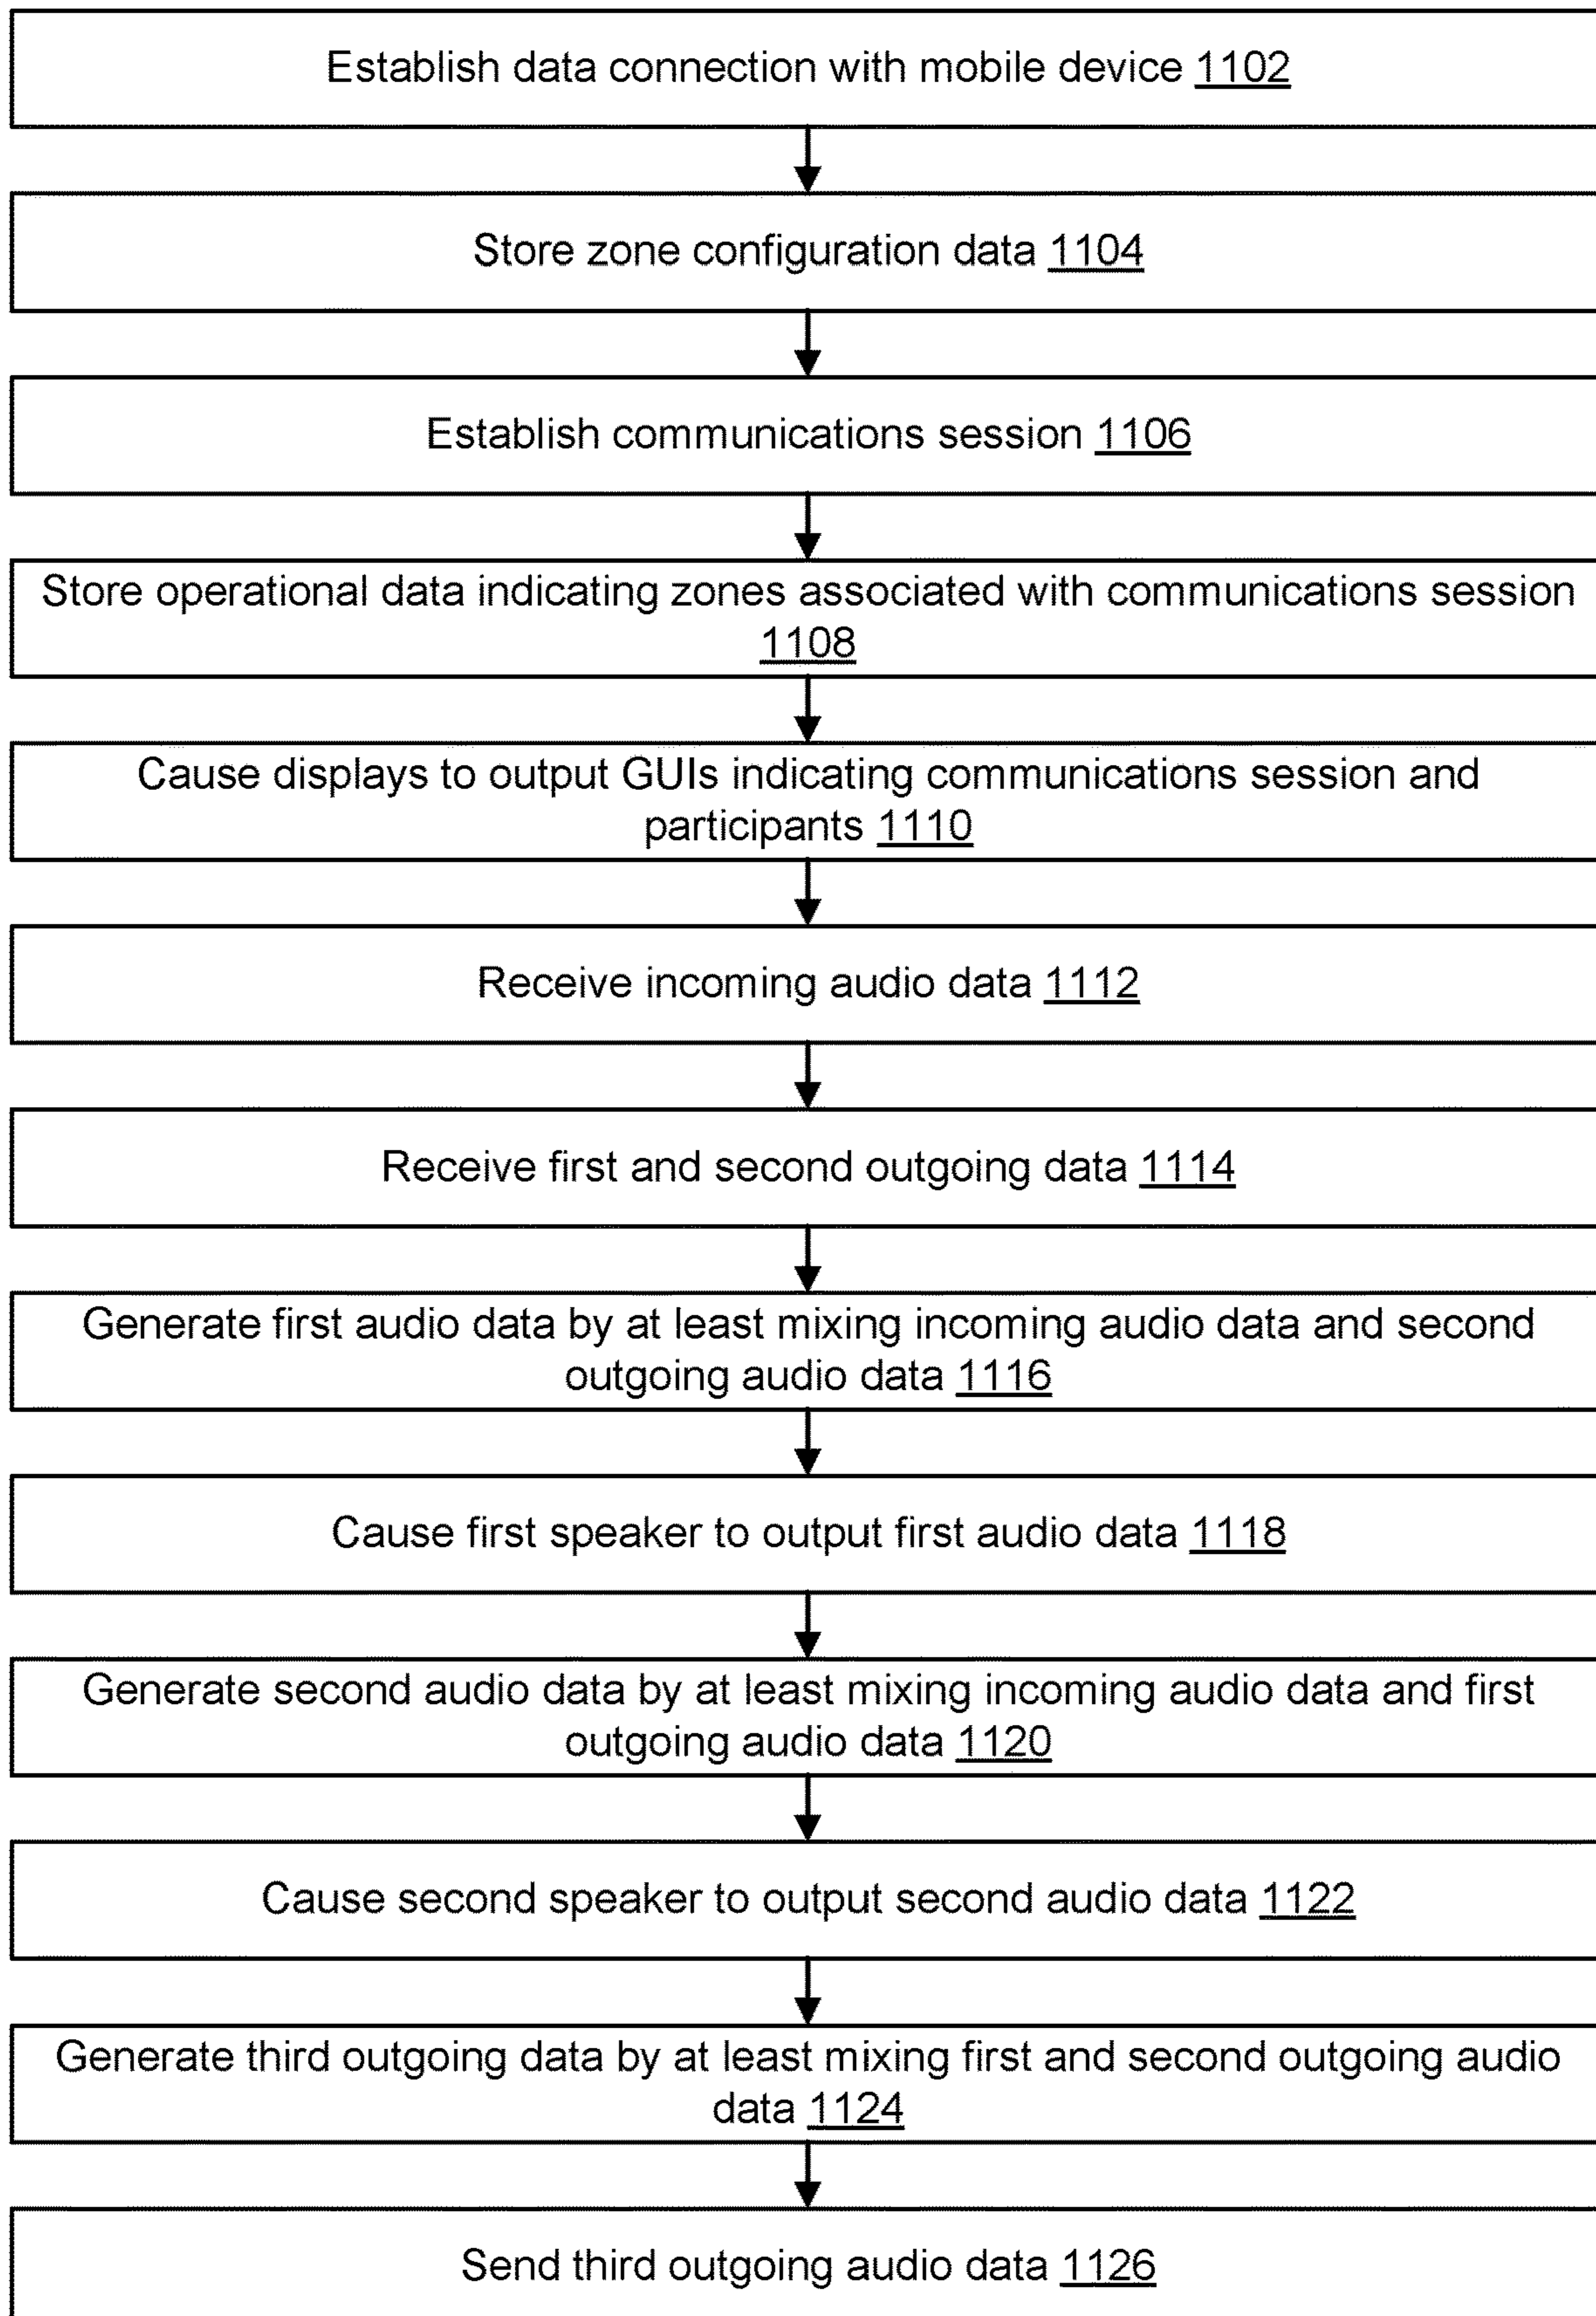 Establish data connection with mobile device 1102
Store zone configuration data 1104
Establish communications session 1106
Store operational data indicating zones associated with communications session
1108
Cause displays to output GUIs indicating communications session and
participants 1110
Receive incoming audio data 1112
Receive first and second outgoing data 1114
Generate first audio data by at least mixing incoming audio data and second
outgoing audio data 1116
Cause first speaker to output first audio data 1118
Generate second audio data by at least mixing incoming audio data and first
outgoing audio data 1120
Cause second speaker to output second audio data 1122
Generate third outgoing data by at least mixing first and second outgoing audio
data 1124
Send third outgoing audio data 1126